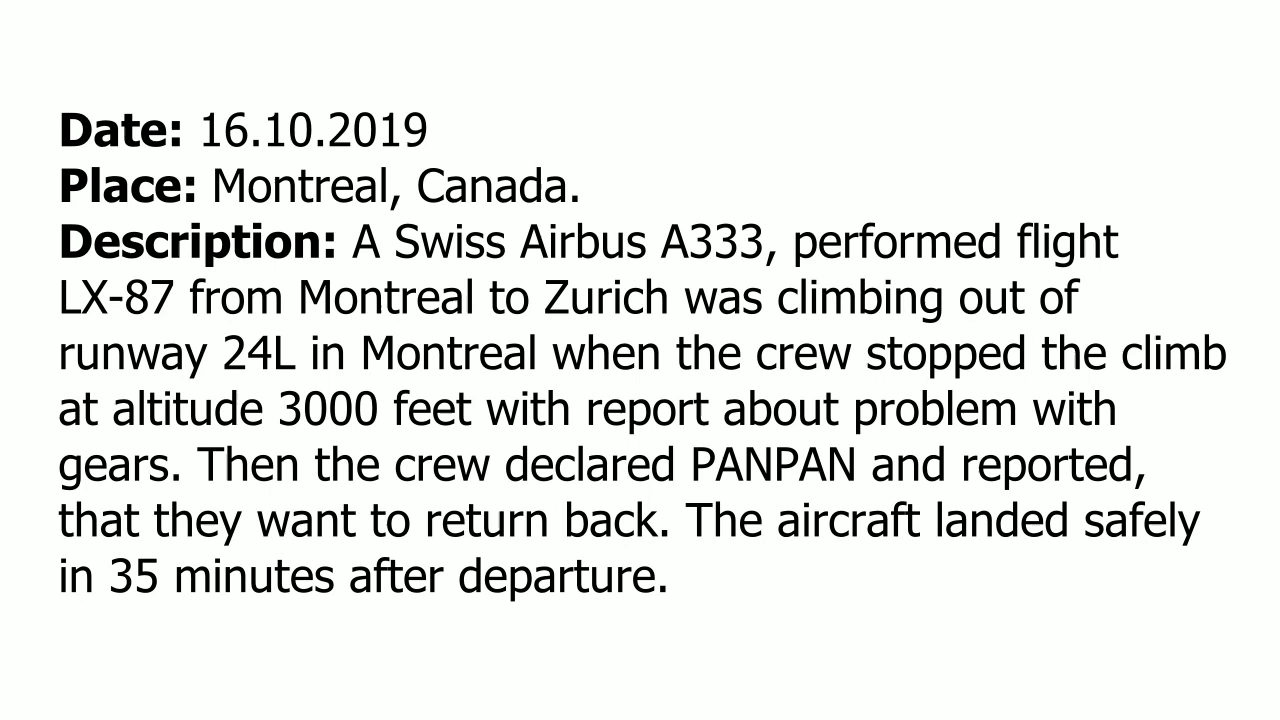 Date: 16.10.2019
Place: Montreal, Canada.
Description: A Swiss Airbus A333, performed flight
LX-87 from Montreal to Zurich was climbing out of
runway 24L in Montreal when the crew stopped the climb
at altitude 3000 feet with report about problem with
gears. Then the crew declared PANPAN and reported,
that they want to return back. The aircraft landed safely
in 35 minutes after departure.